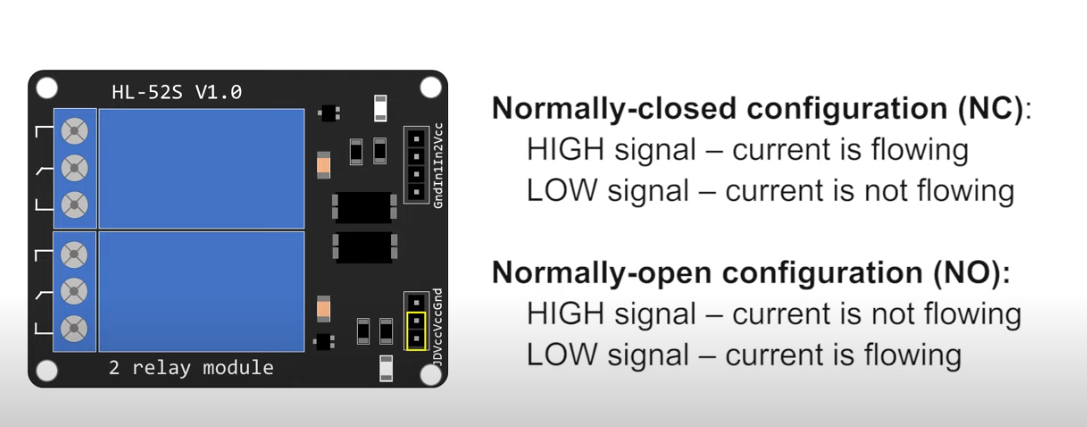 HL-52S V1.0
GndIn1In2Vcc
JDVccVccGnd
2 relay module
Normally-closed configuration (NC):
HIGH signal – current is flowing
LOW signal – current is not flowing
Normally-open configuration (NO):
HIGH signal – current is not flowing
LOW signal – current is flowing